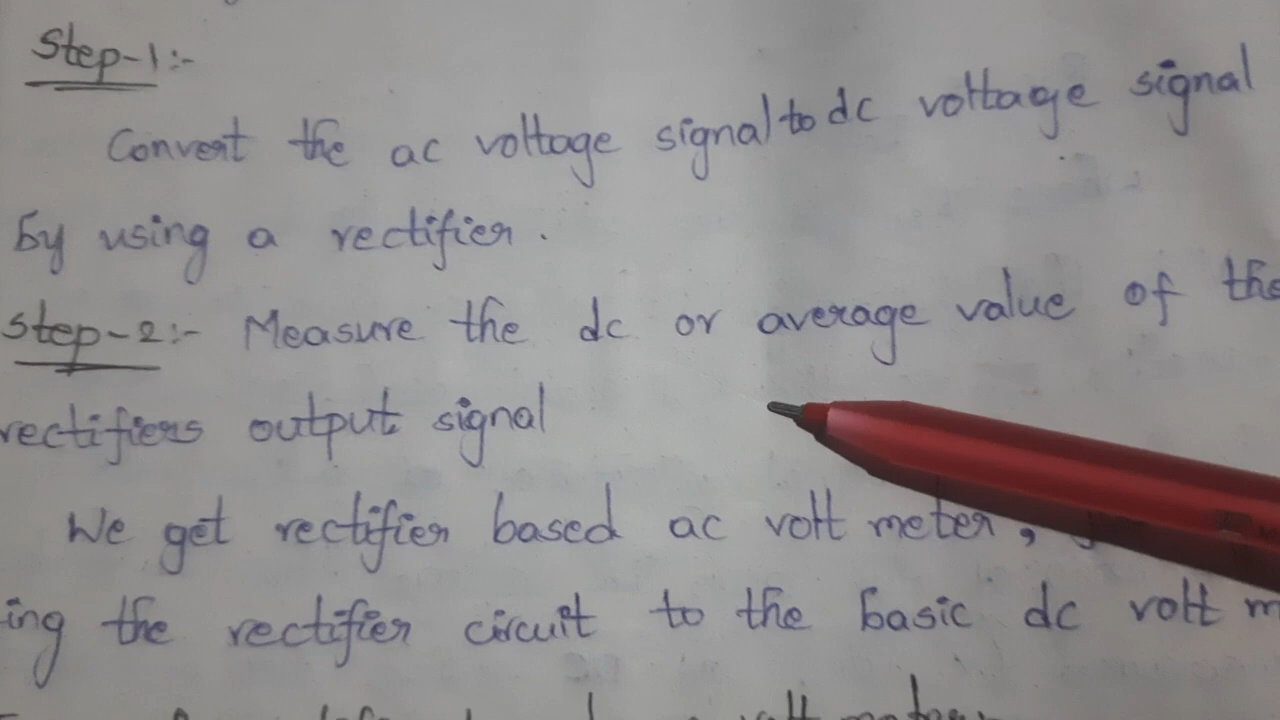 Step-1:-
Convert the ac voltage signal to dc voltage signal
by using a rectifier.
Step-2:- Measure the dc or average value of the
rectifiers output signal
We get rectifier based ac volt meter,
ing the rectifier circuit to the basic dc volt m